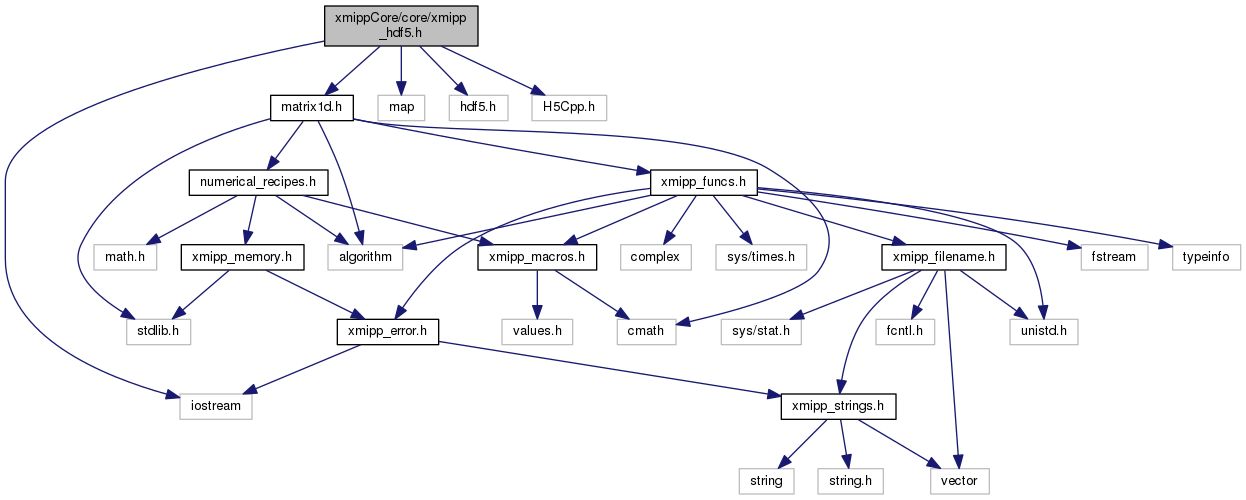 xmippCore/core/xmipp
_hdf5.h
matrix1d.h
map
hdf5.h
H5Cpp.h
numerical_recipes.h
xmipp_funcs.h
math.h
xmipp_memory.h
algorithm
xmipp_macros.h
complex
sys/times.h
xmipp_filename.h
fstream
typeinfo
stdlib.h
xmipp_error.h
values.h
cmath
sys/stat.h
fcntl.h
unistd.h
iostream
xmipp_strings.h
string
string.h
vector